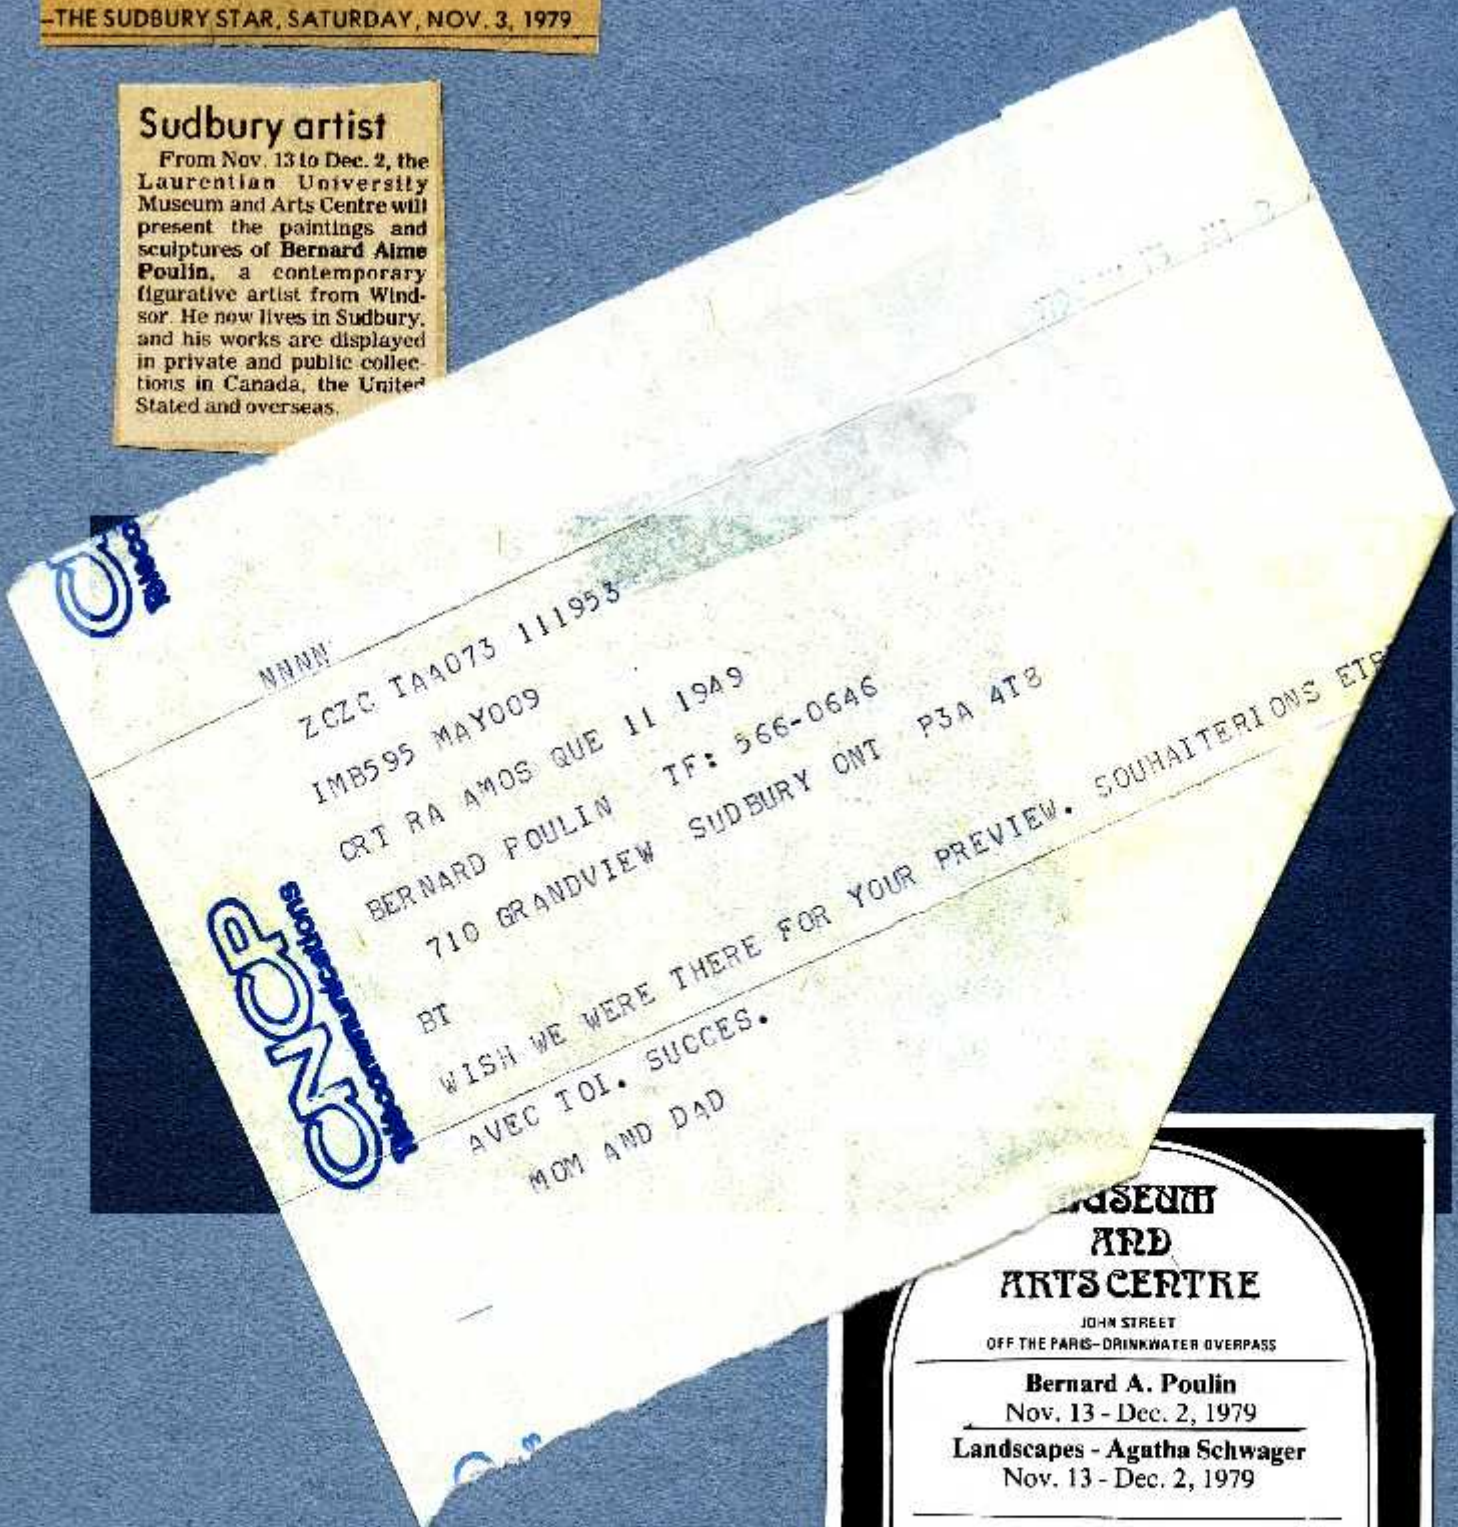 -THE SUDBURY STAR, SATURDAY, NOV. 3, 1979
Sudbury artist
From Nov. 13 to Dec. 2, the
Laurentian University
Museum and Arts Centre will
present the paintings and
sculptures of Bernard Aime
Poulin, a contemporary
figurative artist from Wind-
sor. He now lives in Sudbury,
and his works are displayed
in private and public collec-
tions in Canada, the United
Stated and overseas.
NNNN
ZCZC IAA073 111953
IMB595 MAY009
CRT RA AMOS QUE 11 1949
BERNARD POULIN TF: 566-0646
710 GRANDVIEW SUDBURY ONT P3A 4T8
BT
WISH WE WERE THERE FOR YOUR PREVIEW. SOUHAITERIONS ETR
AVEC TOI. SUCCES.
MOM AND DAD
CNCP
Télécommunications
MUSEUM
AND
ARTS CENTRE
JOHN STREET
OFF THE PARIS-DRINKWATER OVERPASS
Bernard A. Poulin
Nov. 13 - Dec. 2, 1979
Landscapes - Agatha Schwager
Nov. 13 - Dec. 2, 1979